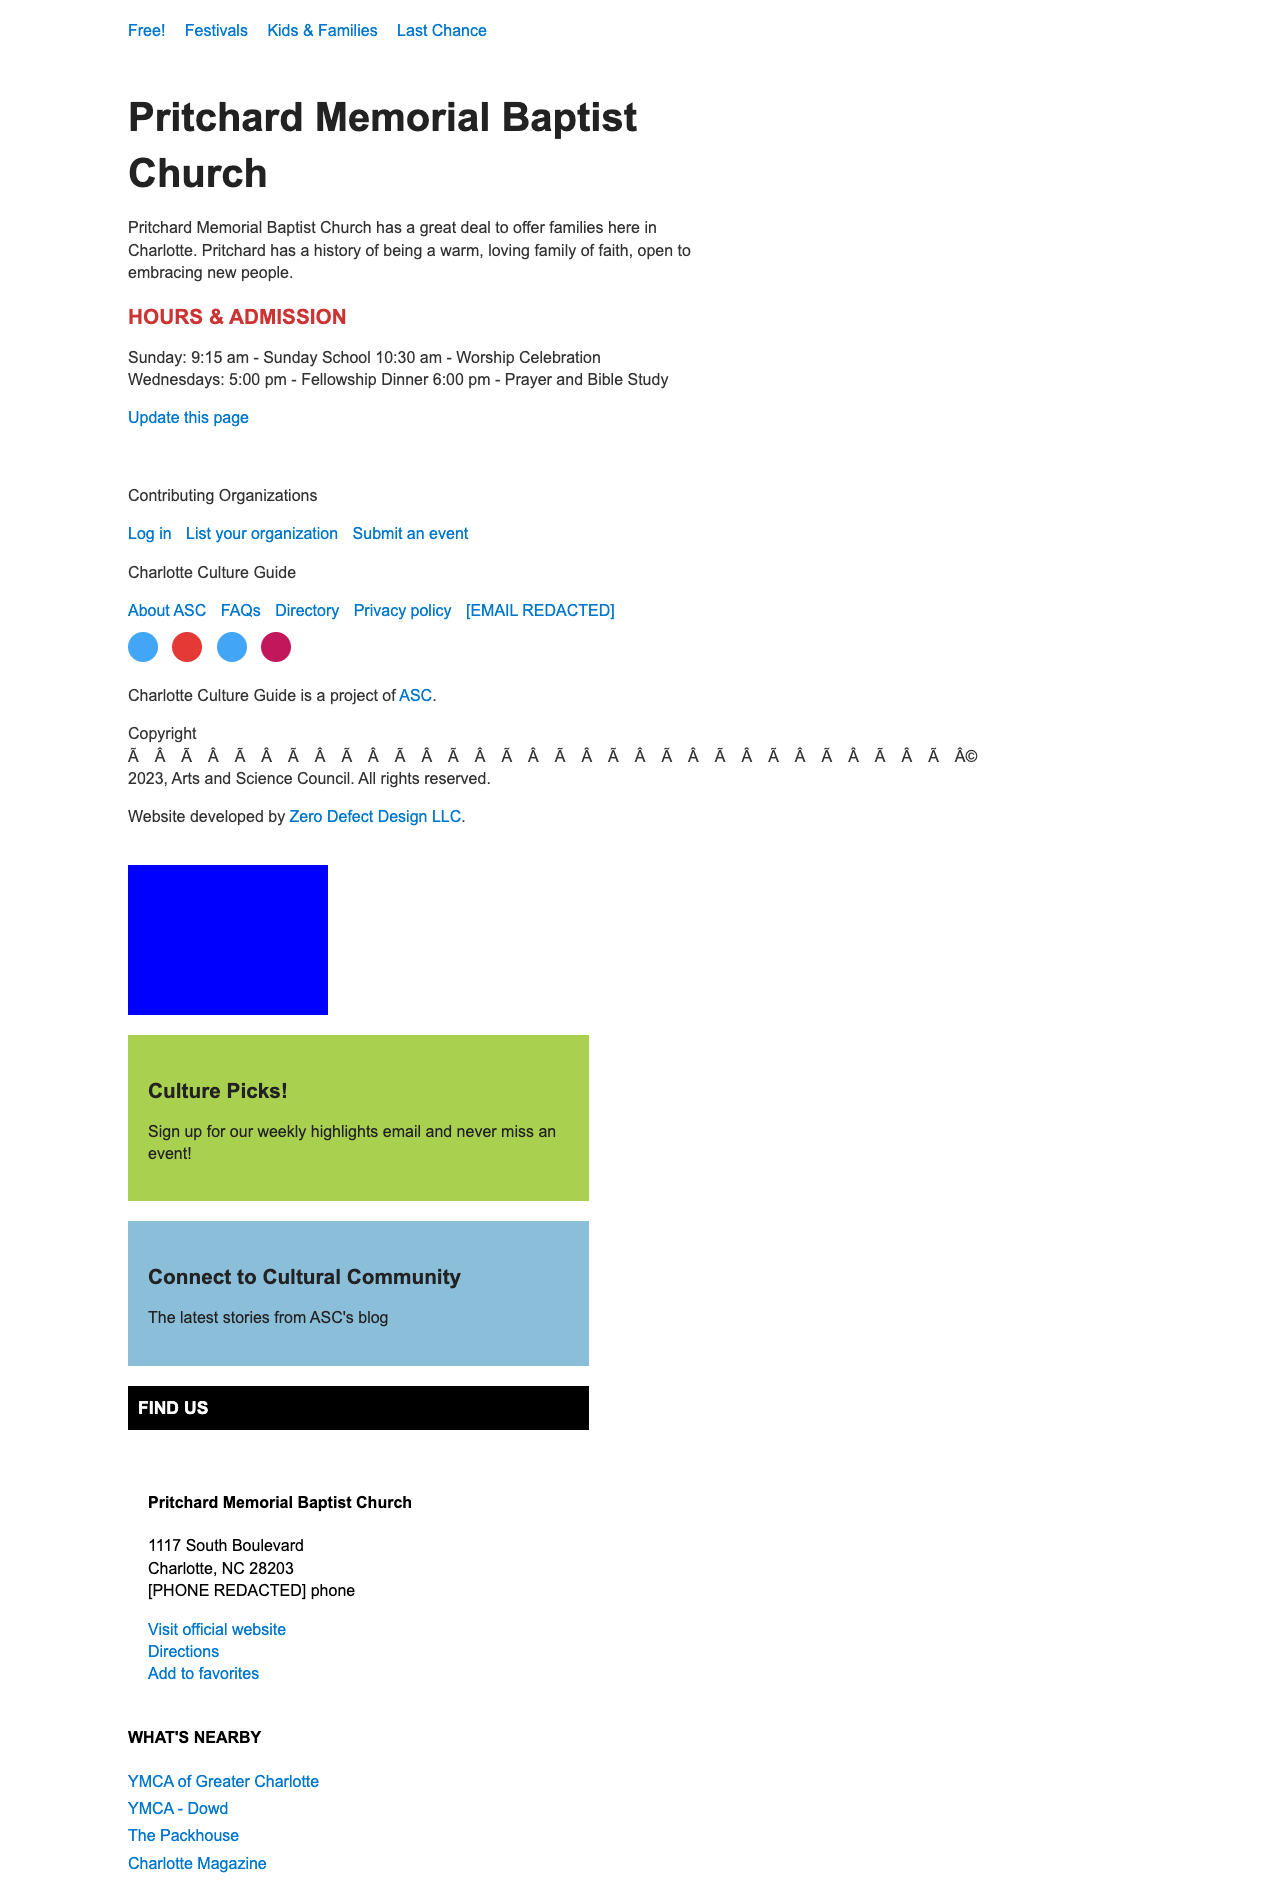 Free! Festivals Kids & Families Last Chance
Pritchard Memorial Baptist
Church
Pritchard Memorial Baptist Church has a great deal to offer families here in
Charlotte. Pritchard has a history of being a warm, loving family of faith, open to
embracing new people.
HOURS & ADMISSION
Sunday: 9:15 am - Sunday School 10:30 am - Worship Celebration
Wednesdays: 5:00 pm - Fellowship Dinner 6:00 pm - Prayer and Bible Study
Update this page
Contributing Organizations
Log in List your organization Submit an event
Charlotte Culture Guide
About ASC FAQs Directory Privacy policy [EMAIL REDACTED]
Charlotte Culture Guide is a project of ASC.
Copyright
Ã Â Ã Â Ã Â Ã Â Ã Â Ã Â Ã Â Ã Â Ã Â Ã Â Ã Â Ã Â Ã Â Ã Â Ã Â Ã Â©
2023, Arts and Science Council. All rights reserved.
Website developed by Zero Defect Design LLC.
Culture Picks!
Sign up for our weekly highlights email and never miss an
event!
Connect to Cultural Community
The latest stories from ASC's blog
FIND US
Pritchard Memorial Baptist Church
1117 South Boulevard
Charlotte, NC 28203
[PHONE REDACTED] phone
Visit official website
Directions
Add to favorites
WHAT'S NEARBY
YMCA of Greater Charlotte
YMCA - Dowd
The Packhouse
Charlotte Magazine